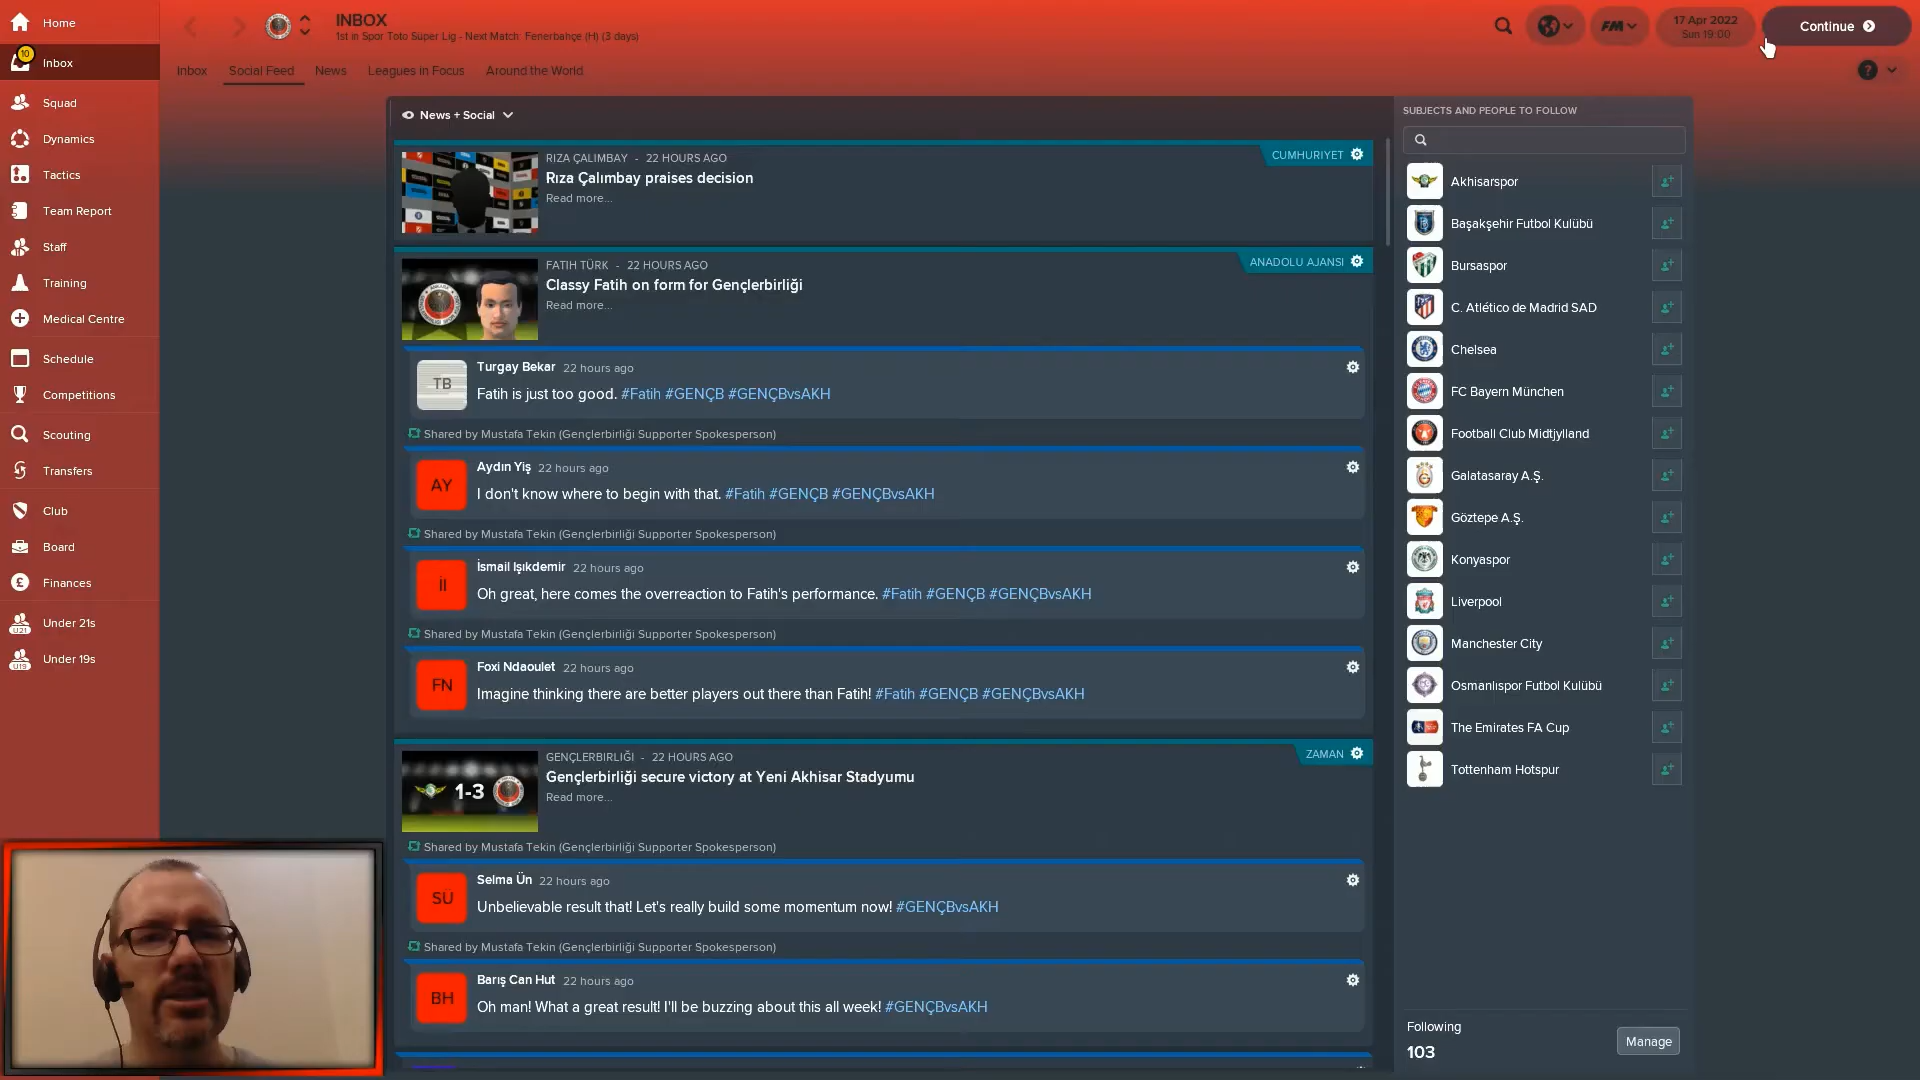 Home
10
Inbox
Squad
Dynamics
Tactics
Team Report
Staff
Training
Medical Centre
Schedule
Competitions
Scouting
Transfers
Club
Board
Finances
U21
Under 21s
U19
Under 19s
INBOX
1st in Spor Toto Süper Lig - Next Match: Fenerbahçe (H) (3 days)
FM
17 Apr 2022
Sun 19:00
Continue
Inbox Social Feed News Leagues in Focus Around the World
?
News + Social
RIZA ÇALIMBAY - 22 HOURS AGO
CUMHURIYET
Rıza Çalımbay praises decision
Read more...
FATIH TÜRK - 22 HOURS AGO
ANADOLU AJANSI
Classy Fatih on form for Gençlerbirliği
Read more...
TB
Turgay Bekar 22 hours ago
Fatih is just too good. #Fatih #GENÇB #GENÇBvsAKH
Shared by Mustafa Tekin (Gençlerbirliği Supporter Spokesperson)
AY
Aydın Yiş 22 hours ago
I don't know where to begin with that. #Fatih #GENÇB #GENÇBvsAKH
Shared by Mustafa Tekin (Gençlerbirliği Supporter Spokesperson)
İI
İsmail Işıkdemir 22 hours ago
Oh great, here comes the overreaction to Fatih's performance. #Fatih #GENÇB #GENÇBvsAKH
Shared by Mustafa Tekin (Gençlerbirliği Supporter Spokesperson)
FN
Foxi Ndaoulet 22 hours ago
Imagine thinking there are better players out there than Fatih! #Fatih #GENÇB #GENÇBvsAKH
GENÇLERBIRLIĞI - 22 HOURS AGO
ZAMAN
1-3
Gençlerbirliği secure victory at Yeni Akhisar Stadyumu
Read more...
Shared by Mustafa Tekin (Gençlerbirliği Supporter Spokesperson)
SÜ
Selma Ün 22 hours ago
Unbelievable result that! Let's really build some momentum now! #GENÇBvsAKH
Shared by Mustafa Tekin (Gençlerbirliği Supporter Spokesperson)
BH
Barış Can Hut 22 hours ago
Oh man! What a great result! I'll be buzzing about this all week! #GENÇBvsAKH
SUBJECTS AND PEOPLE TO FOLLOW
Akhisarspor
Başakşehir Futbol Kulübü
Bursaspor
C. Atlético de Madrid SAD
Chelsea
FC Bayern München
Football Club Midtjylland
Galatasaray A.Ş.
Göztepe A.Ş.
Konyaspor
Liverpool
Manchester City
Osmanlıspor Futbol Kulübü
The Emirates FA Cup
Tottenham Hotspur
Following
103
Manage